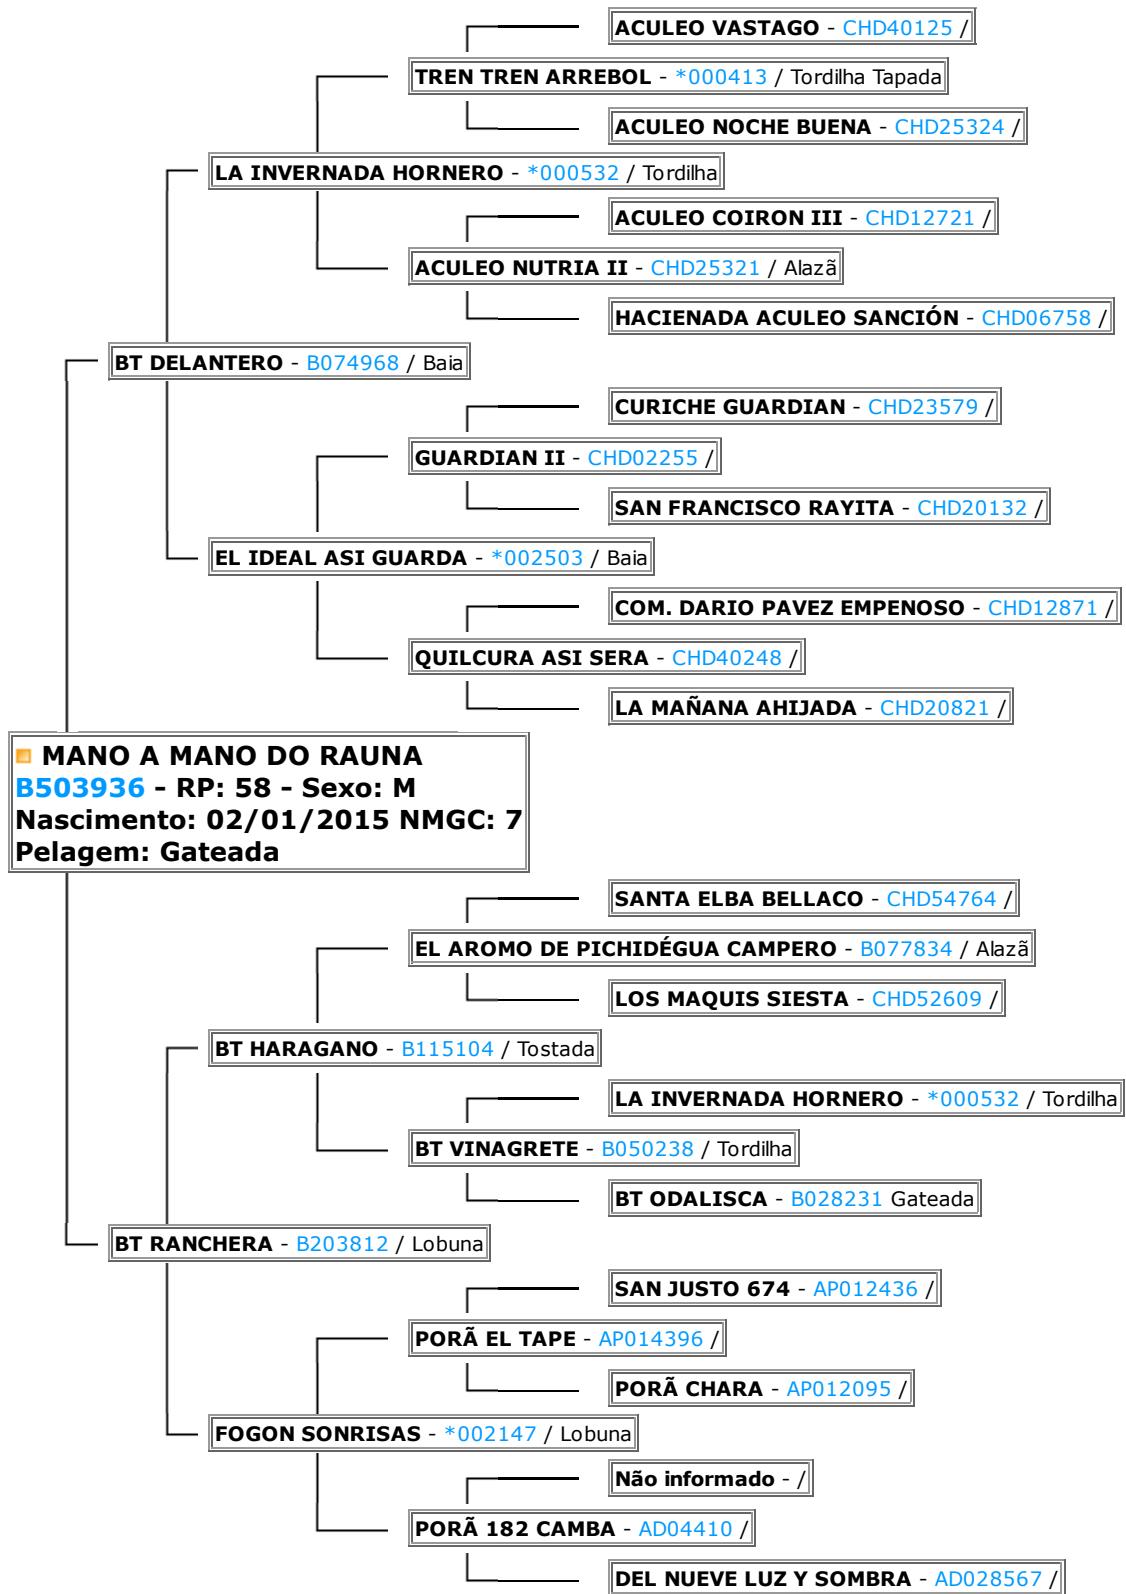 ACULEO VASTAGO - CHD40125 /
TREN TREN ARREBOL - *000413 / Tordilha Tapada
ACULEO NOCHE BUENA - CHD25324 /
LA INVERNADA HORNERO - *000532 / Tordilha
ACULEO COIRON III - CHD12721 /
ACULEO NUTRIA II - CHD25321 / Alazã
HACIENADA ACULEO SANCIÓN - CHD06758 /
BT DELANTERO - B074968 / Baia
CURICHE GUARDIAN - CHD23579 /
GUARDIAN II - CHD02255 /
SAN FRANCISCO RAYITA - CHD20132 /
EL IDEAL ASI GUARDA - *002503 / Baia
COM. DARIO PAVEZ EMPENOSO - CHD12871 /
QUILCURA ASI SERA - CHD40248 /
LA MAÑANA AHIJADA - CHD20821 /
MANO A MANO DO RAUNA
B503936 - RP: 58 - Sexo: M
Nascimento: 02/01/2015 NMGC: 7
Pelagem: Gateada
SANTA ELBA BELLACO - CHD54764 /
EL AROMO DE PICHIDÉGUA CAMPERO - B077834 / Alazã
LOS MAQUIS SIESTA - CHD52609 /
BT HARAGANO - B115104 / Tostada
LA INVERNADA HORNERO - *000532 / Tordilha
BT VINAGRETE - B050238 / Tordilha
BT ODALISCA - B028231 Gateada
BT RANCHERA - B203812 / Lobuna
SAN JUSTO 674 - AP012436 /
PORÃ EL TAPE - AP014396 /
PORÃ CHARA - AP012095 /
FOGON SONRISAS - *002147 / Lobuna
Não informado - /
PORÃ 182 CAMBA - AD04410 /
DEL NUEVE LUZ Y SOMBRA - AD028567 /